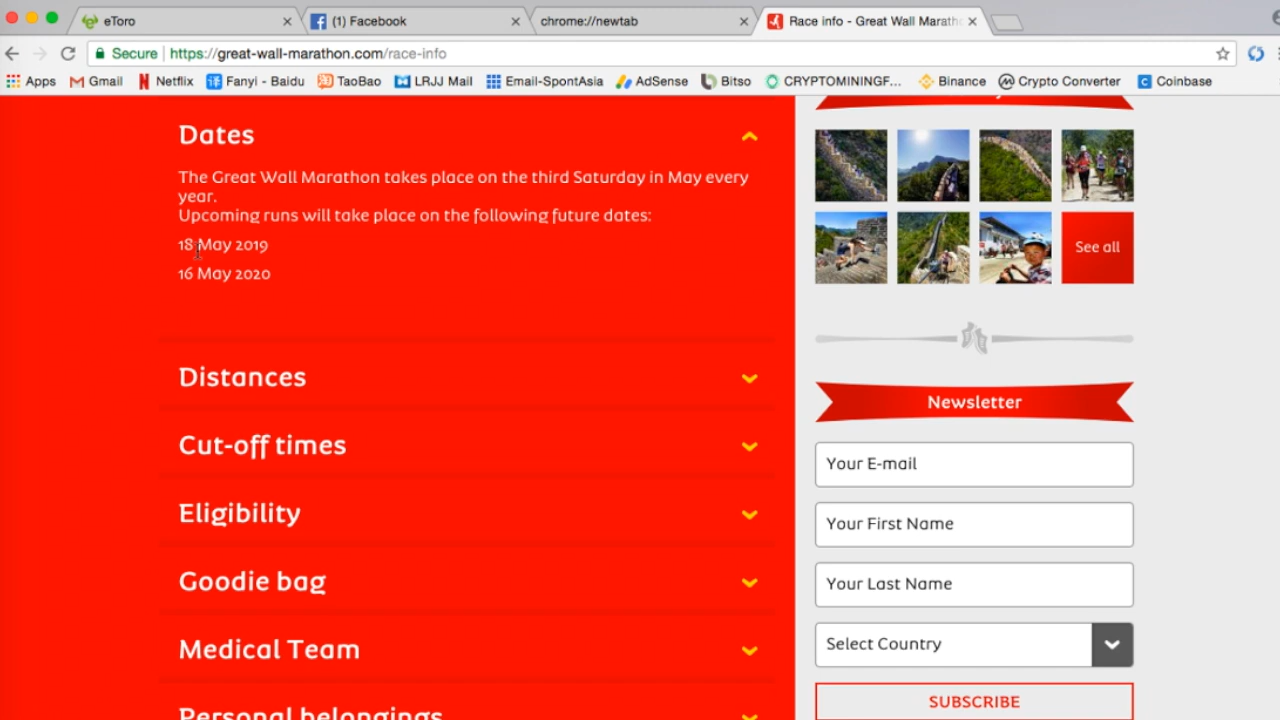 eToro
(1) Facebook
chrome://newtab
Race info - Great Wall Marath
Secure
https://great-wall-marathon.com/race-info
Apps
Gmail
Netflix
Fanyi - Baidu
TaoBao
LRJJ Mail
Email-SpontAsia
AdSense
Bitso
CRYPTOMININGF...
Binance
Crypto Converter
Coinbase
Dates
The Great Wall Marathon takes place on the third Saturday in May every
year.
Upcoming runs will take place on the following future dates:
18 May 2019
16 May 2020
Distances
Cut-off times
Eligibility
Goodie bag
Medical Team
Personal belongings
See all
Newsletter
Your E-mail
Your First Name
Your Last Name
Select Country
SUBSCRIBE